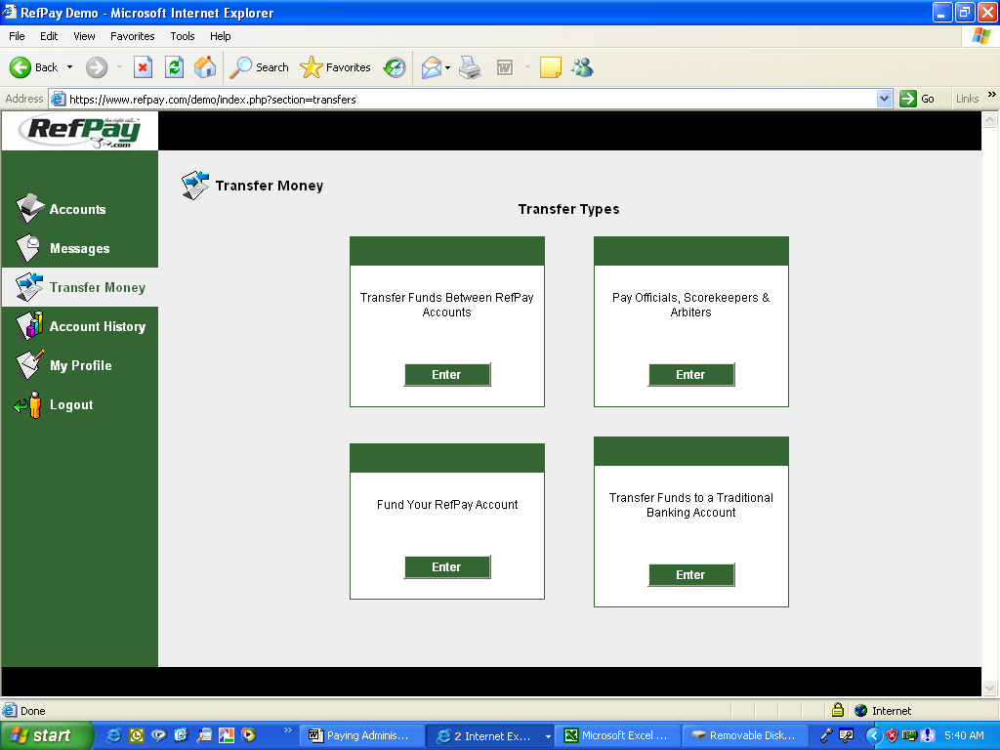 RefPay Demo - Microsoft Internet Explorer
File Edit View Favorites Tools Help
Back Search Favorites
Address https://www.refpay.com/demo/index.php?section=transfers Go Links »
the right call...
RefPay
.com
Transfer Money
Transfer Types
Accounts
Messages
Transfer Money
Account History
My Profile
Logout
Transfer Funds Between RefPay
Accounts
Enter
Pay Officials, Scorekeepers &
Arbiters
Enter
Fund Your RefPay Account
Enter
Transfer Funds to a Traditional
Banking Account
Enter
Done Internet
start » Paying Adminis... 2 Internet Ex... Microsoft Excel ... Removable Disk... 5:40 AM